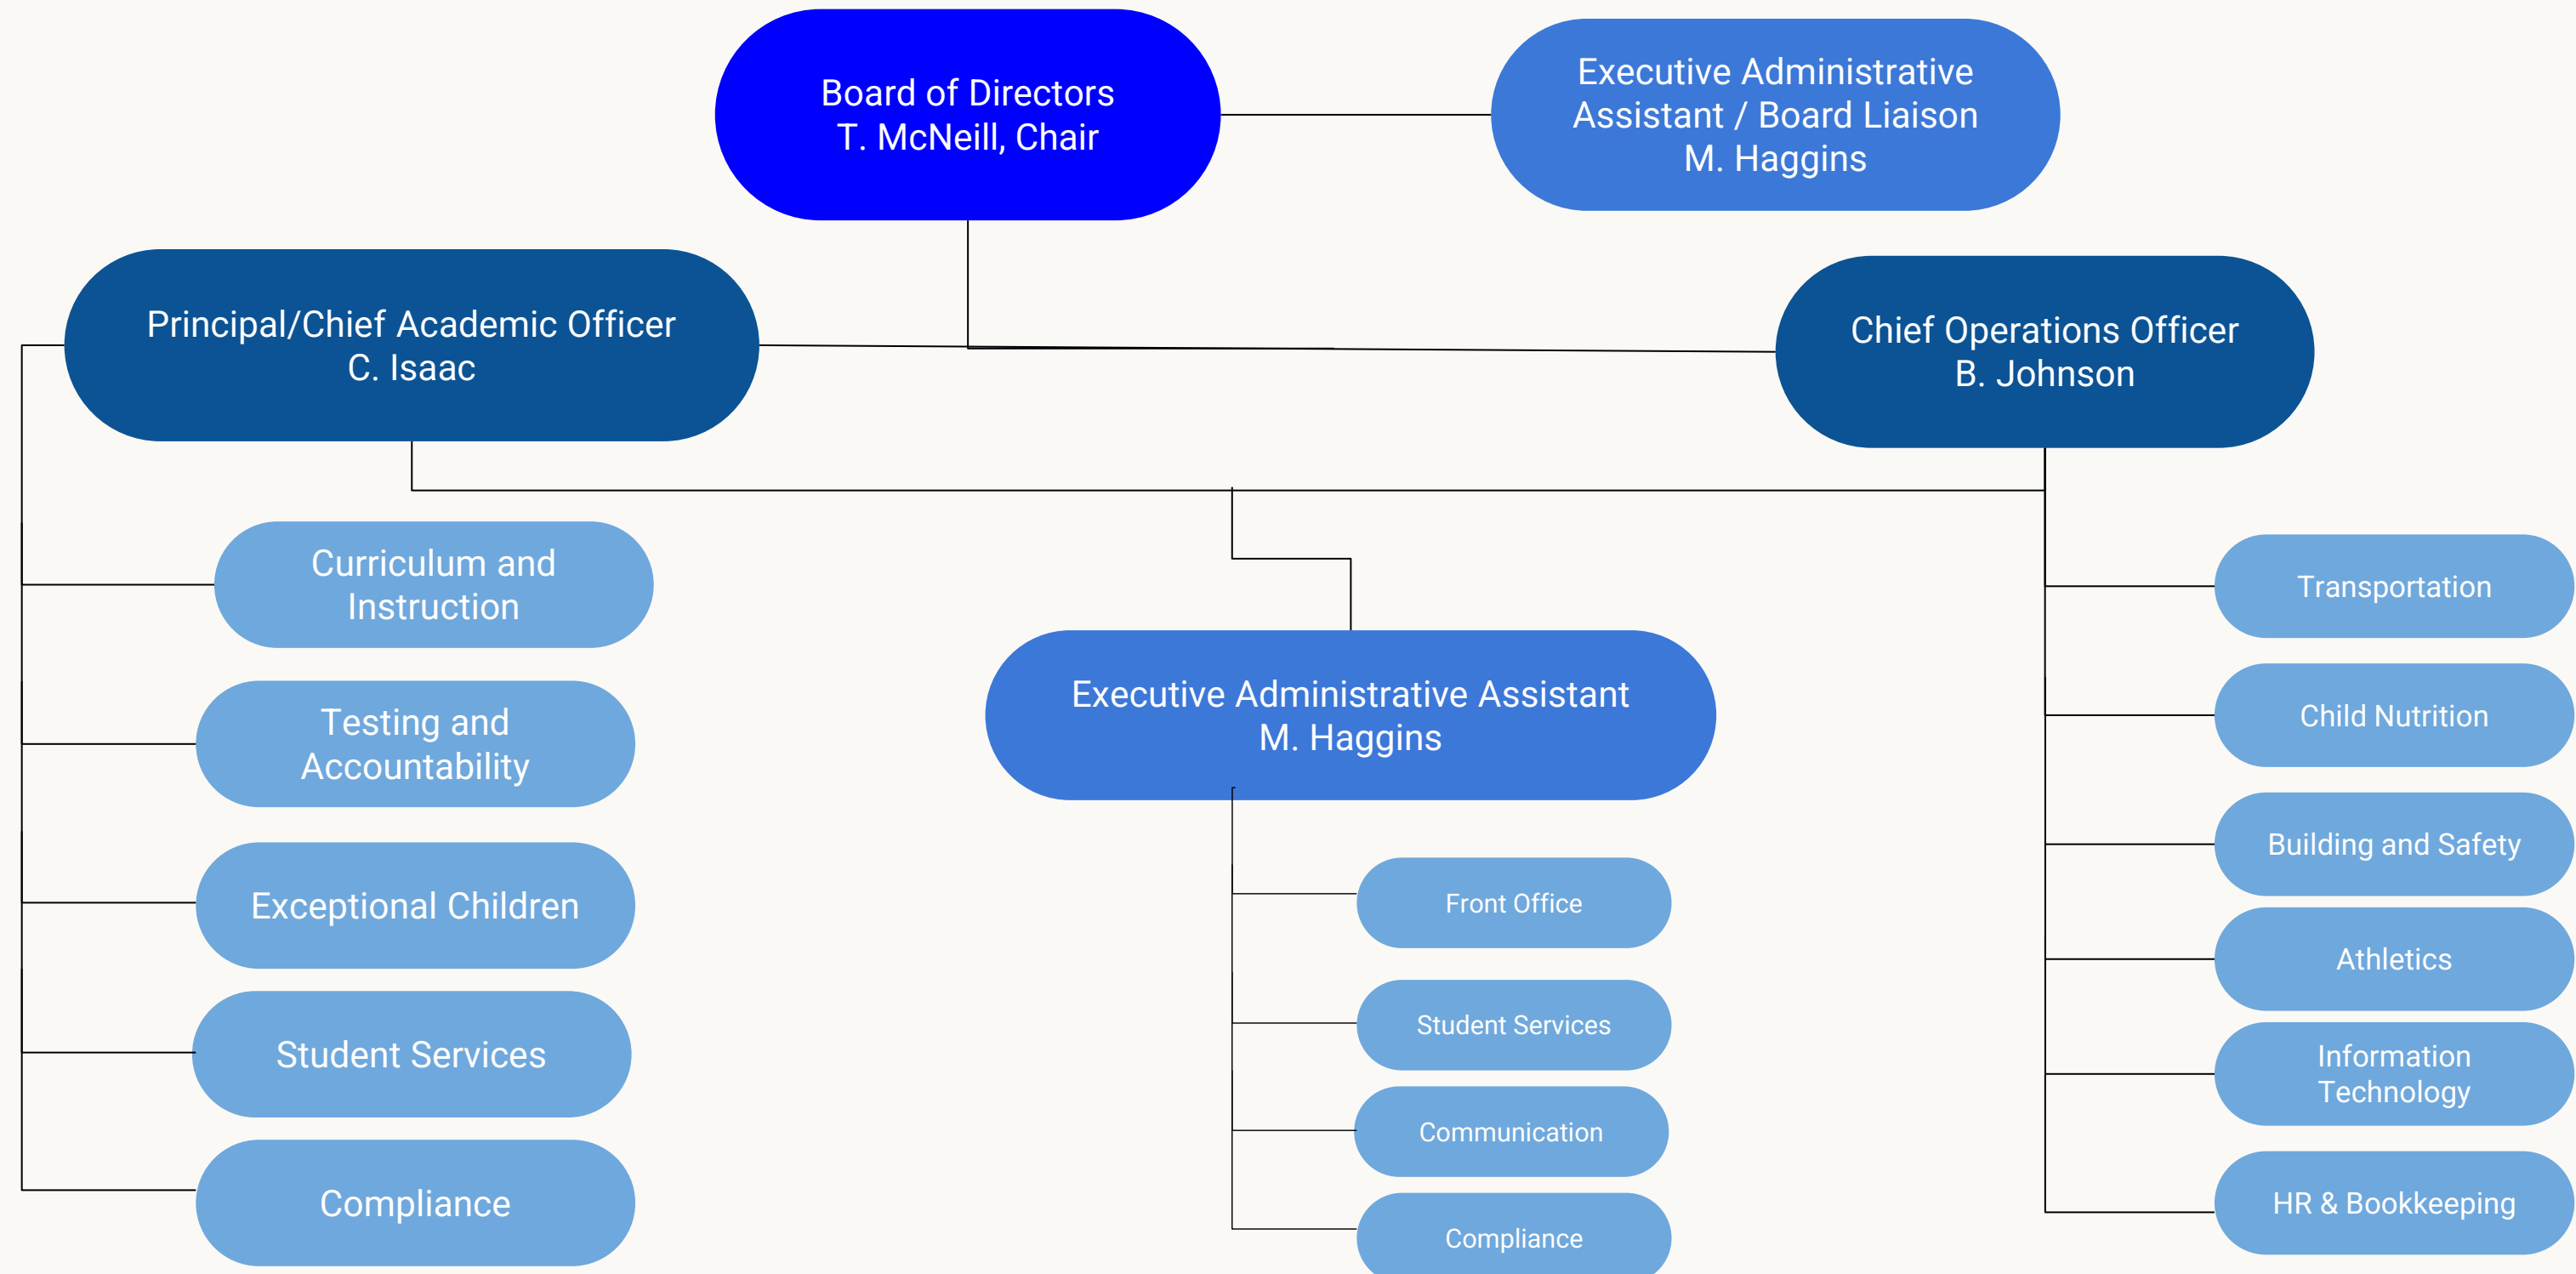 Board of Directors
T. McNeill, Chair
Executive Administrative
Assistant / Board Liaison
M. Haggins
Principal/Chief Academic Officer
C. Isaac
Chief Operations Officer
B. Johnson
Curriculum and
Instruction
Testing and
Accountability
Exceptional Children
Student Services
Compliance
Executive Administrative Assistant
M. Haggins
Front Office
Student Services
Communication
Compliance
Transportation
Child Nutrition
Building and Safety
Athletics
Information
Technology
HR & Bookkeeping